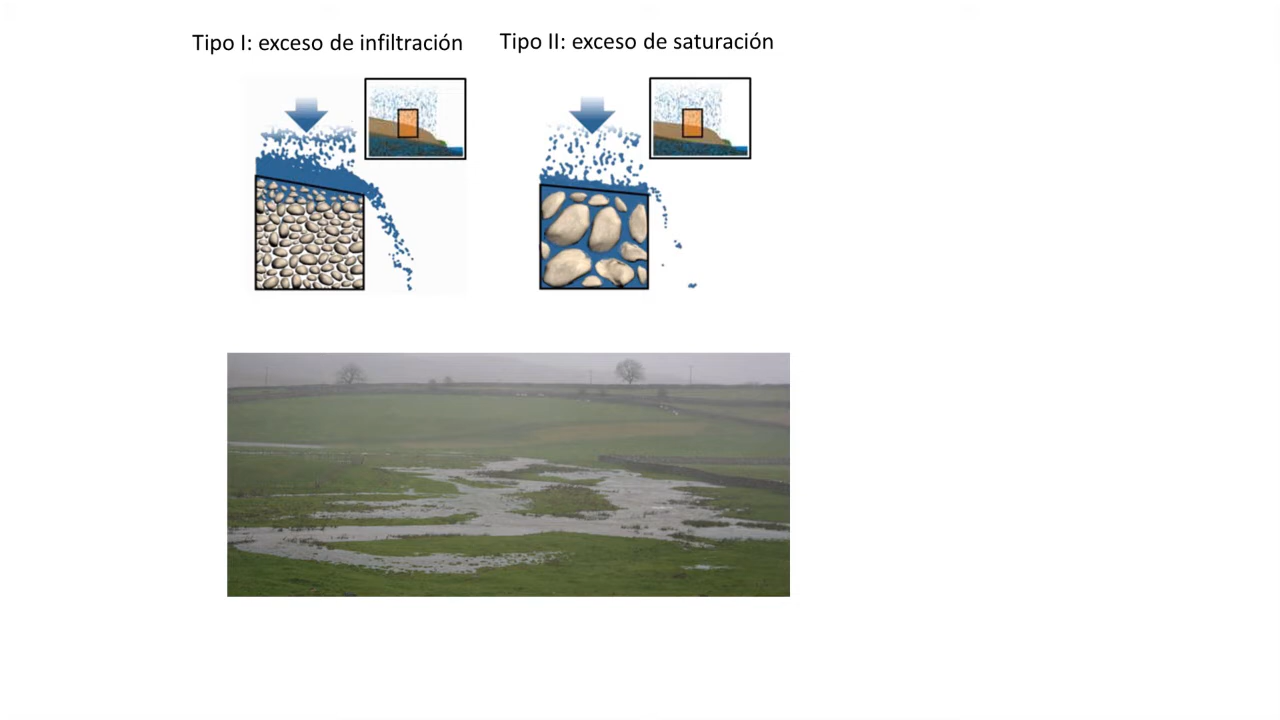 Tipo I: exceso de infiltración
Tipo II: exceso de saturación